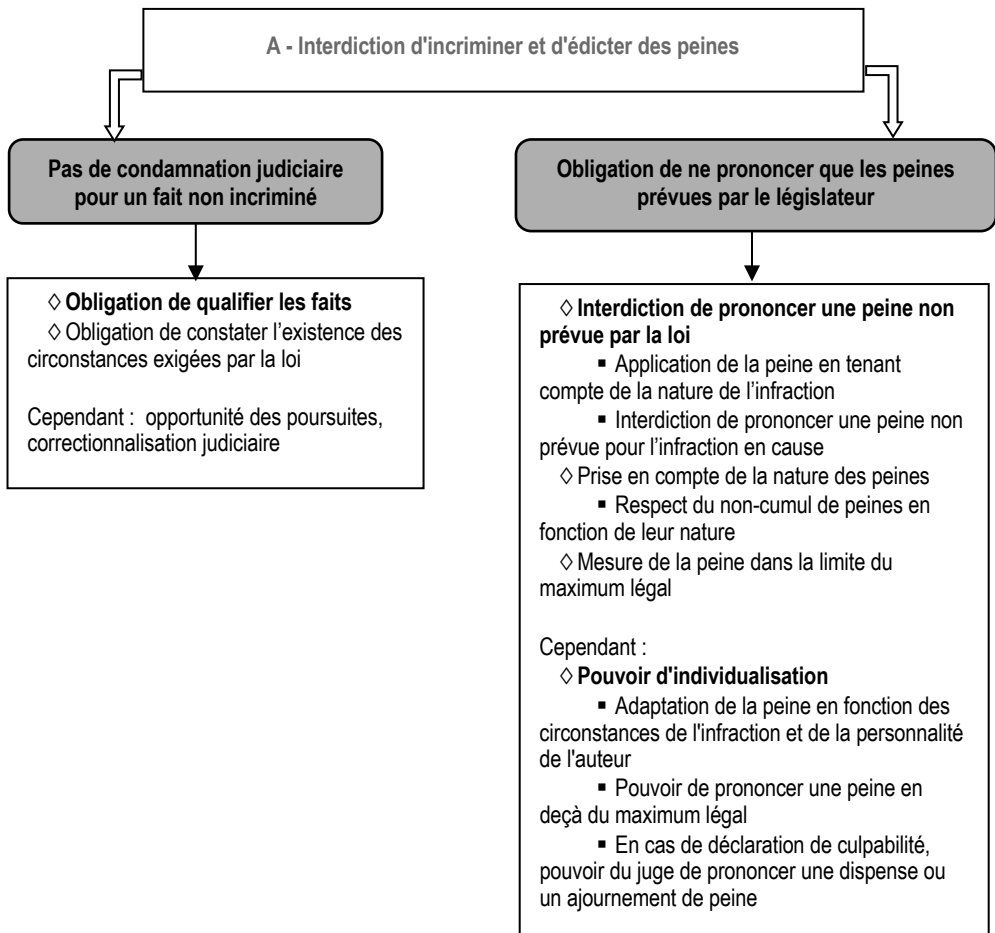 A - Interdiction d'incriminer et d'édicter des peines
Pas de condamnation judiciaire
pour un fait non incriminé
◊ Obligation de qualifier les faits
◊ Obligation de constater l’existence des
circonstances exigées par la loi
Cependant : opportunité des poursuites,
correctionnalisation judiciaire
Obligation de ne prononcer que les peines
prévues par le législateur
◊ Interdiction de prononcer une peine non
prévue par la loi
▪ Application de la peine en tenant
compte de la nature de l’infraction
▪ Interdiction de prononcer une peine non
prévue pour l’infraction en cause
◊ Prise en compte de la nature des peines
▪ Respect du non-cumul de peines en
fonction de leur nature
◊ Mesure de la peine dans la limite du
maximum légal
Cependant :
◊ Pouvoir d'individualisation
▪ Adaptation de la peine en fonction des
circonstances de l'infraction et de la personnalité
de l'auteur
▪ Pouvoir de prononcer une peine en
deçà du maximum légal
▪ En cas de déclaration de culpabilité,
pouvoir du juge de prononcer une dispense ou
un ajournement de peine